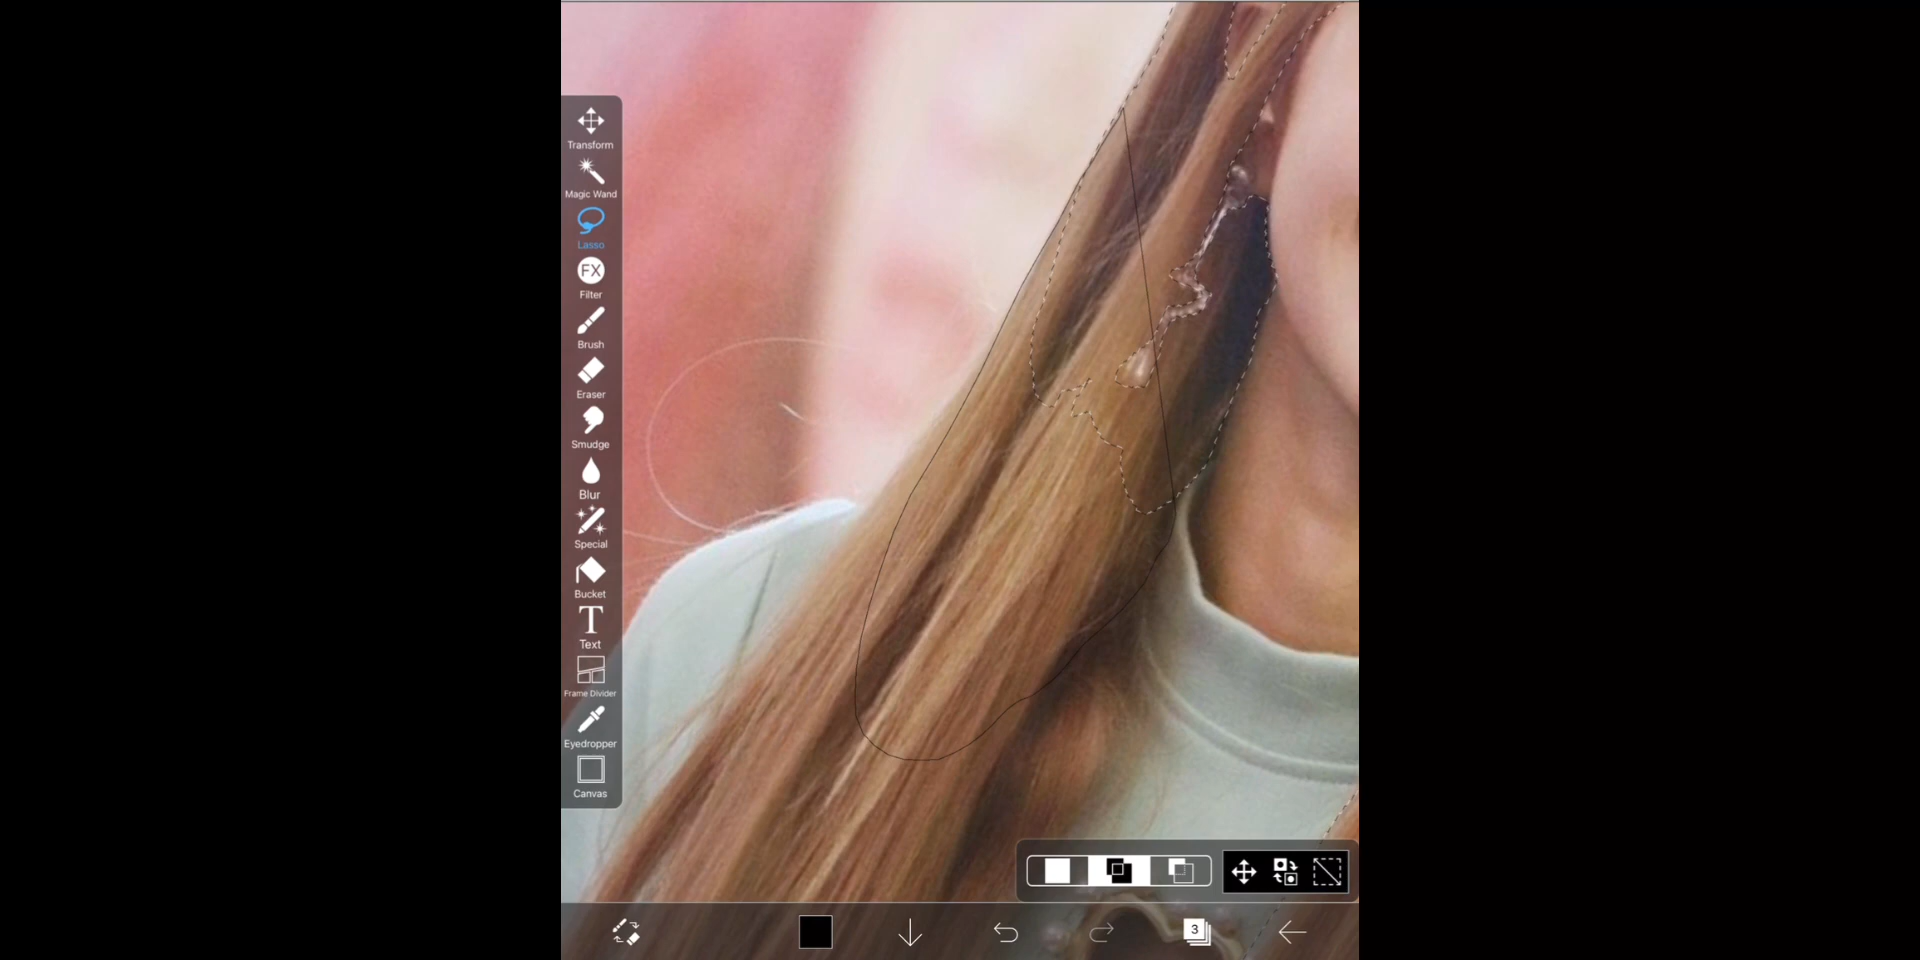 Transform
Magic Wand
Lasso
FX
Filter
Brush
Eraser
Smudge
Blur
Special
Bucket
T
Text
Frame Divider
Eyedropper
Canvas
3